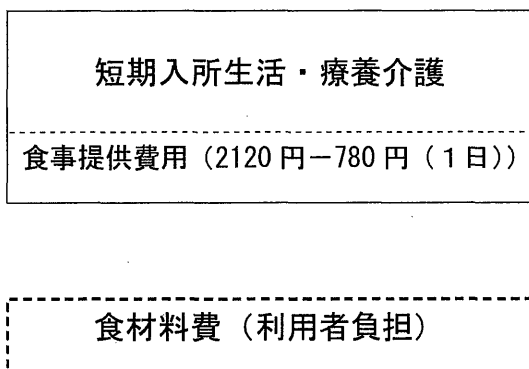 短期入所生活・療養介護
食事提供費用（2120円－780円（1日））
食材料費（利用者負担）